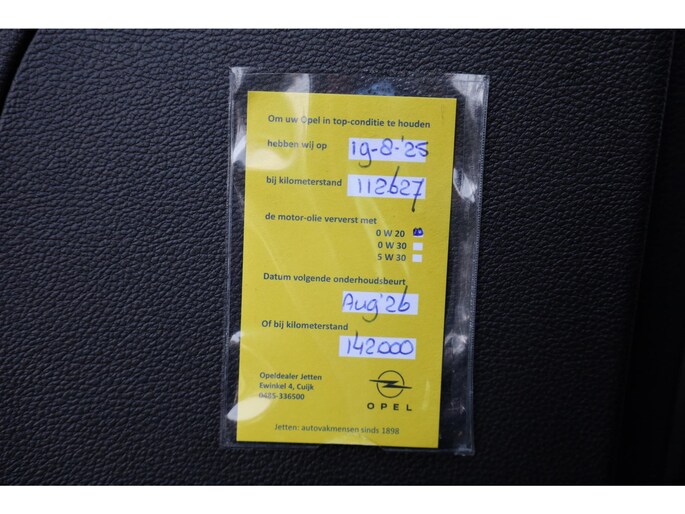 Om uw Opel in top-conditie te houden
hebben wij op 19-8-'25
bij kilometerstand 112627
de motor-olie ververst met
0 W 20
0 W 30
5 W 30
Datum volgende onderhoudsbeurt
Aug '26
Of bij kilometerstand
142000
Opeldealer Jetten
Ewinkel 4, Cuijk
0485-336500
OPEL
Jetten: autovakmensen sinds 1898